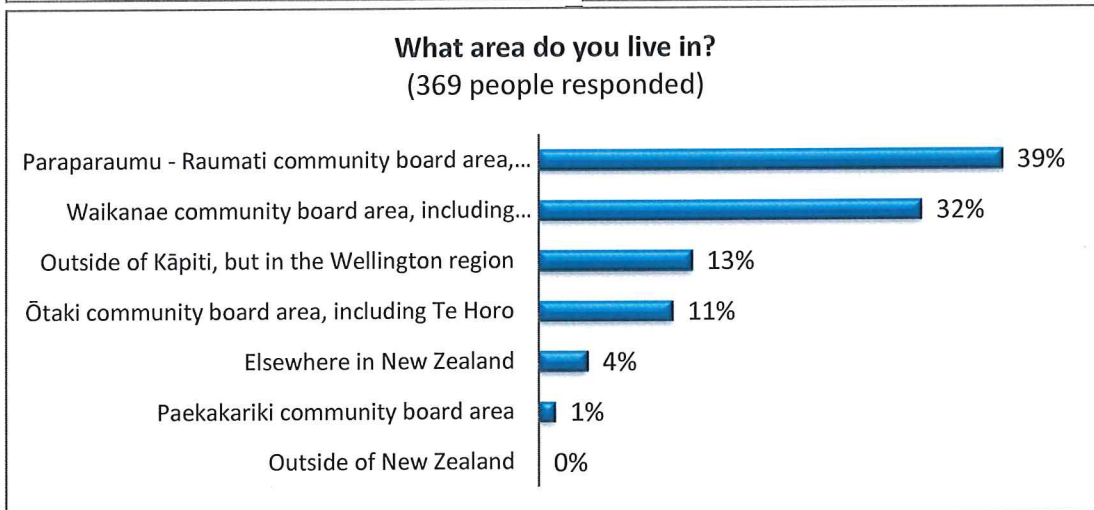 What area do you live in?
(369 people responded)
Paraparaumu - Raumati community board area,... 39%
Waikanae community board area, including... 32%
Outside of Kāpiti, but in the Wellington region 13%
Ōtaki community board area, including Te Horo 11%
Elsewhere in New Zealand 4%
Paekakariki community board area 1%
Outside of New Zealand 0%